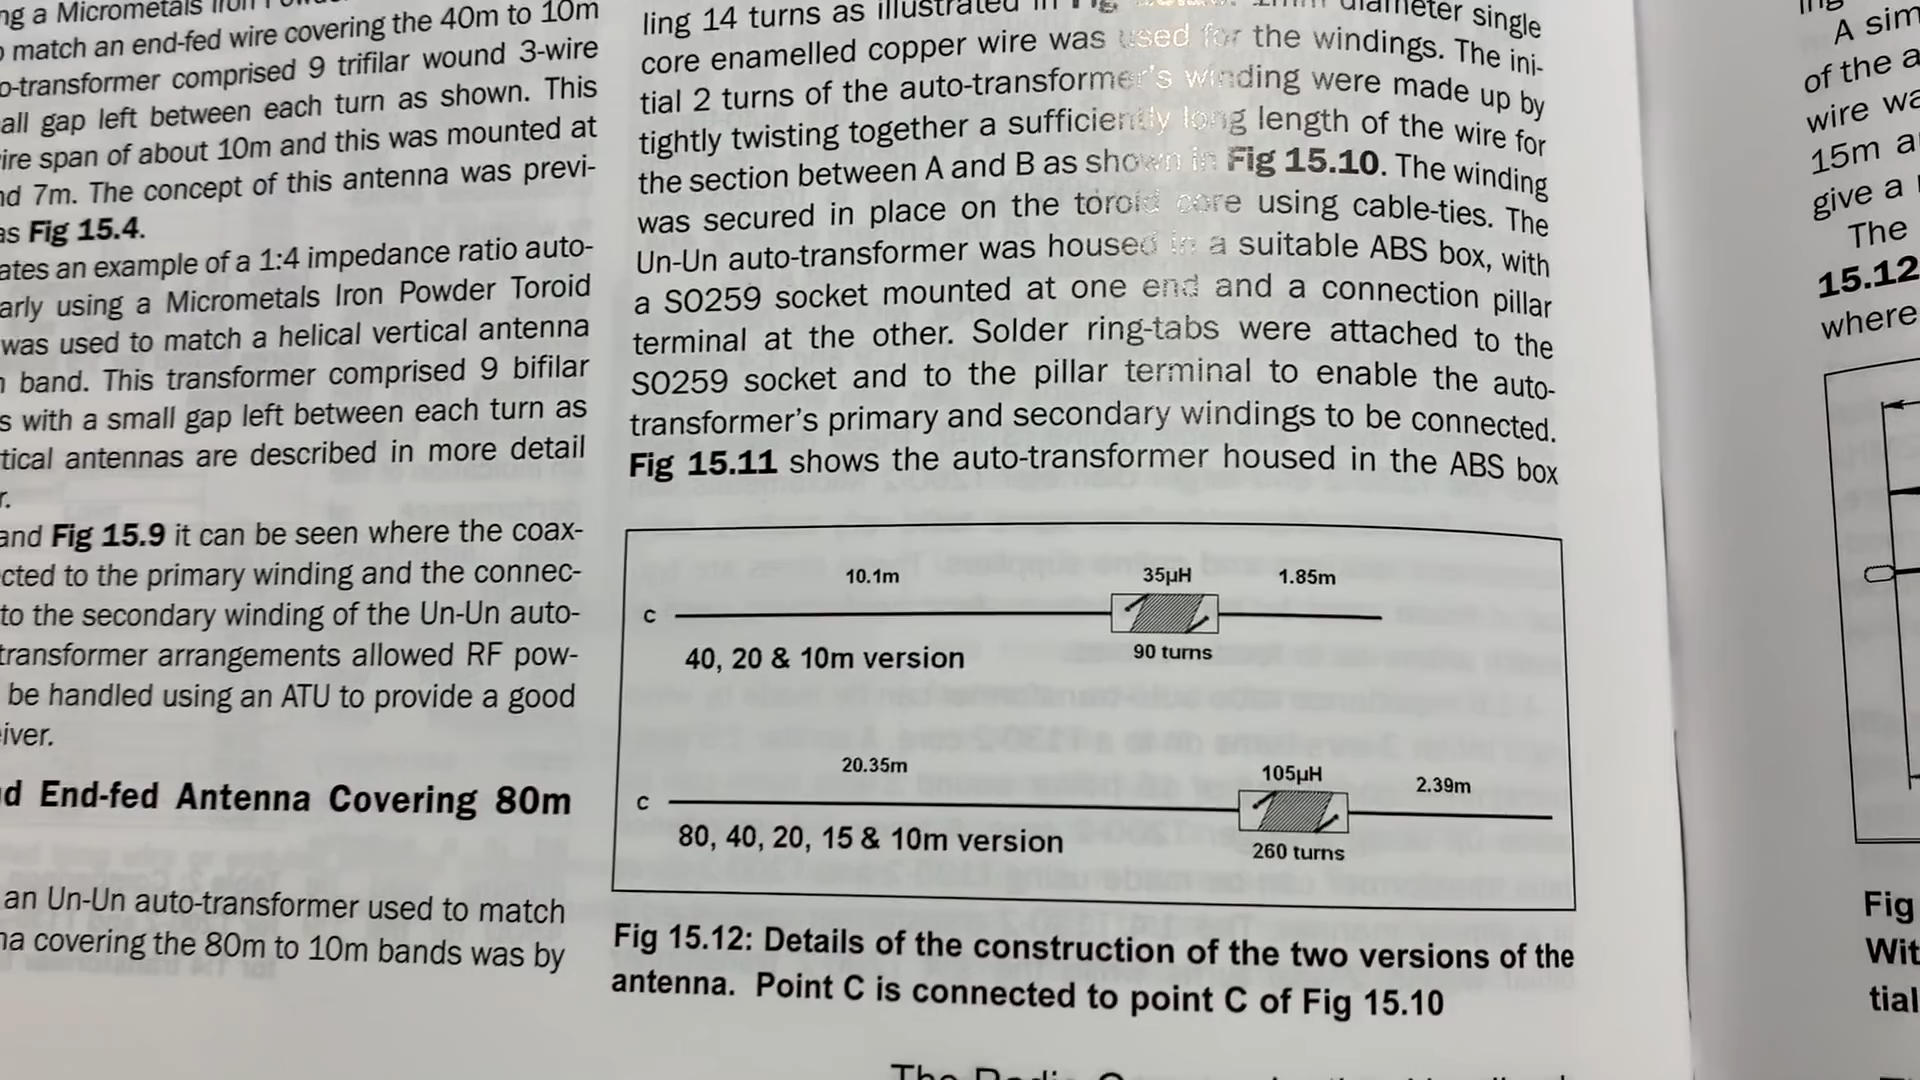 ng a Micrometals Iron
o match an end-fed wire covering the 40m to 10m
o-transformer comprised 9 trifilar wound 3-wire
all gap left between each turn as shown. This
ire span of about 10m and this was mounted at
nd 7m. The concept of this antenna was previ-
as Fig 15.4.
ates an example of a 1:4 impedance ratio auto-
arly using a Micrometals Iron Powder Toroid
was used to match a helical vertical antenna
n band. This transformer comprised 9 bifilar
s with a small gap left between each turn as
tical antennas are described in more detail
r.
and Fig 15.9 it can be seen where the coax-
cted to the primary winding and the connec-
to the secondary winding of the Un-Un auto-
transformer arrangements allowed RF pow-
be handled using an ATU to provide a good
iver.
d End-fed Antenna Covering 80m
an Un-Un auto-transformer used to match
na covering the 80m to 10m bands was by
ling 14 turns as illustrated in diameter single
core enamelled copper wire was used for the windings. The ini-
tial 2 turns of the auto-transformer's winding were made up by
tightly twisting together a sufficiently long length of the wire for
the section between A and B as shown in Fig 15.10. The winding
was secured in place on the toroid core using cable-ties. The
Un-Un auto-transformer was housed in a suitable ABS box, with
a SO259 socket mounted at one end and a connection pillar
terminal at the other. Solder ring-tabs were attached to the
SO259 socket and to the pillar terminal to enable the auto-
transformer's primary and secondary windings to be connected.
Fig 15.11 shows the auto-transformer housed in the ABS box
10.1m 35µH 1.85m
C
40, 20 & 10m version 90 turns
20.35m 105µH 2.39m
C
80, 40, 20, 15 & 10m version 260 turns
Fig 15.12: Details of the construction of the two versions of the
antenna. Point C is connected to point C of Fig 15.10
A sim
of the a
wire wa
15m a
give a
The
15.12
where
Fig
Wit
tial